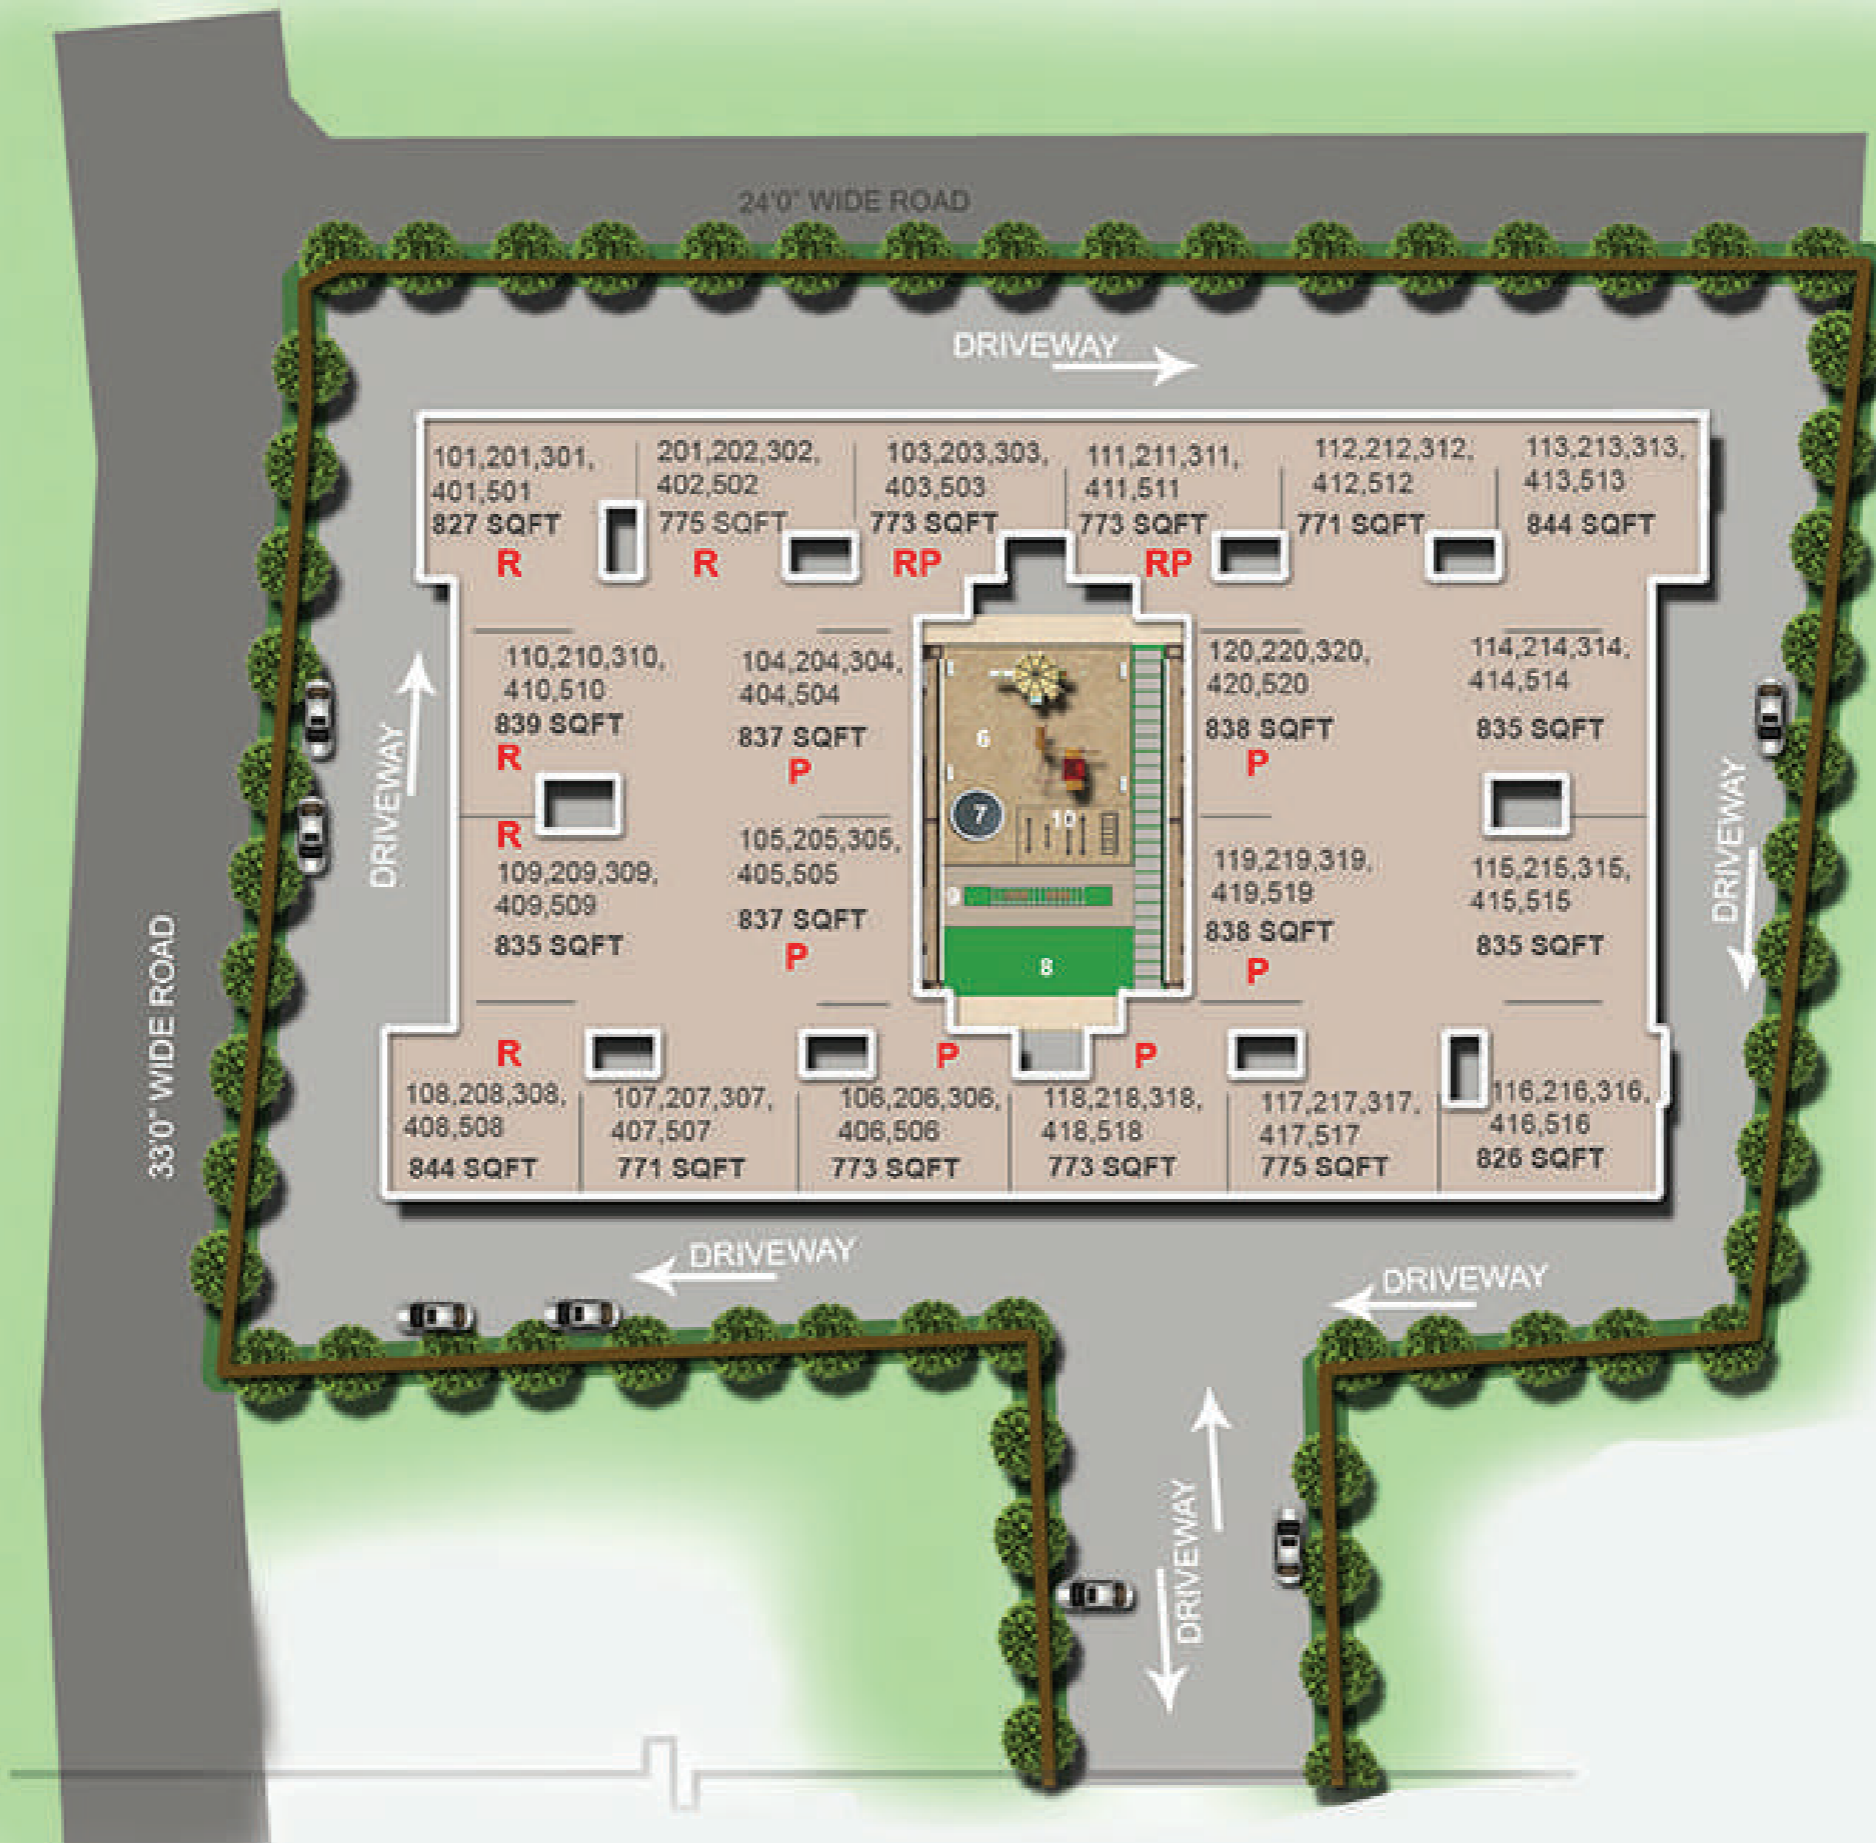 24'0" WIDE ROAD
DRIVEWAY
101,201,301,
401,501
827 SQFT
R
201,202,302,
402,502
775 SQFT
R
103,203,303,
403,503
773 SQFT
RP
111,211,311,
411,511
773 SQFT
RP
112,212,312,
412,512
771 SQFT
113,213,313,
413,513
844 SQFT
110,210,310,
410,510
839 SQFT
R
104,204,304,
404,504
837 SQFT
P
6
7
10
8
120,220,320,
420,520
838 SQFT
P
114,214,314,
414,514
835 SQFT
DRIVEWAY
R
109,209,309,
409,509
835 SQFT
105,205,305,
405,505
837 SQFT
P
119,219,319,
419,519
838 SQFT
P
115,215,315,
415,515
835 SQFT
DRIVEWAY
33'0" WIDE ROAD
R
108,208,308,
408,508
844 SQFT
107,207,307,
407,507
771 SQFT
P
106,206,306,
406,506
773 SQFT
P
118,218,318,
418,518
773 SQFT
117,217,317,
417,517
775 SQFT
116,216,316,
416,516
826 SQFT
DRIVEWAY
DRIVEWAY
DRIVEWAY